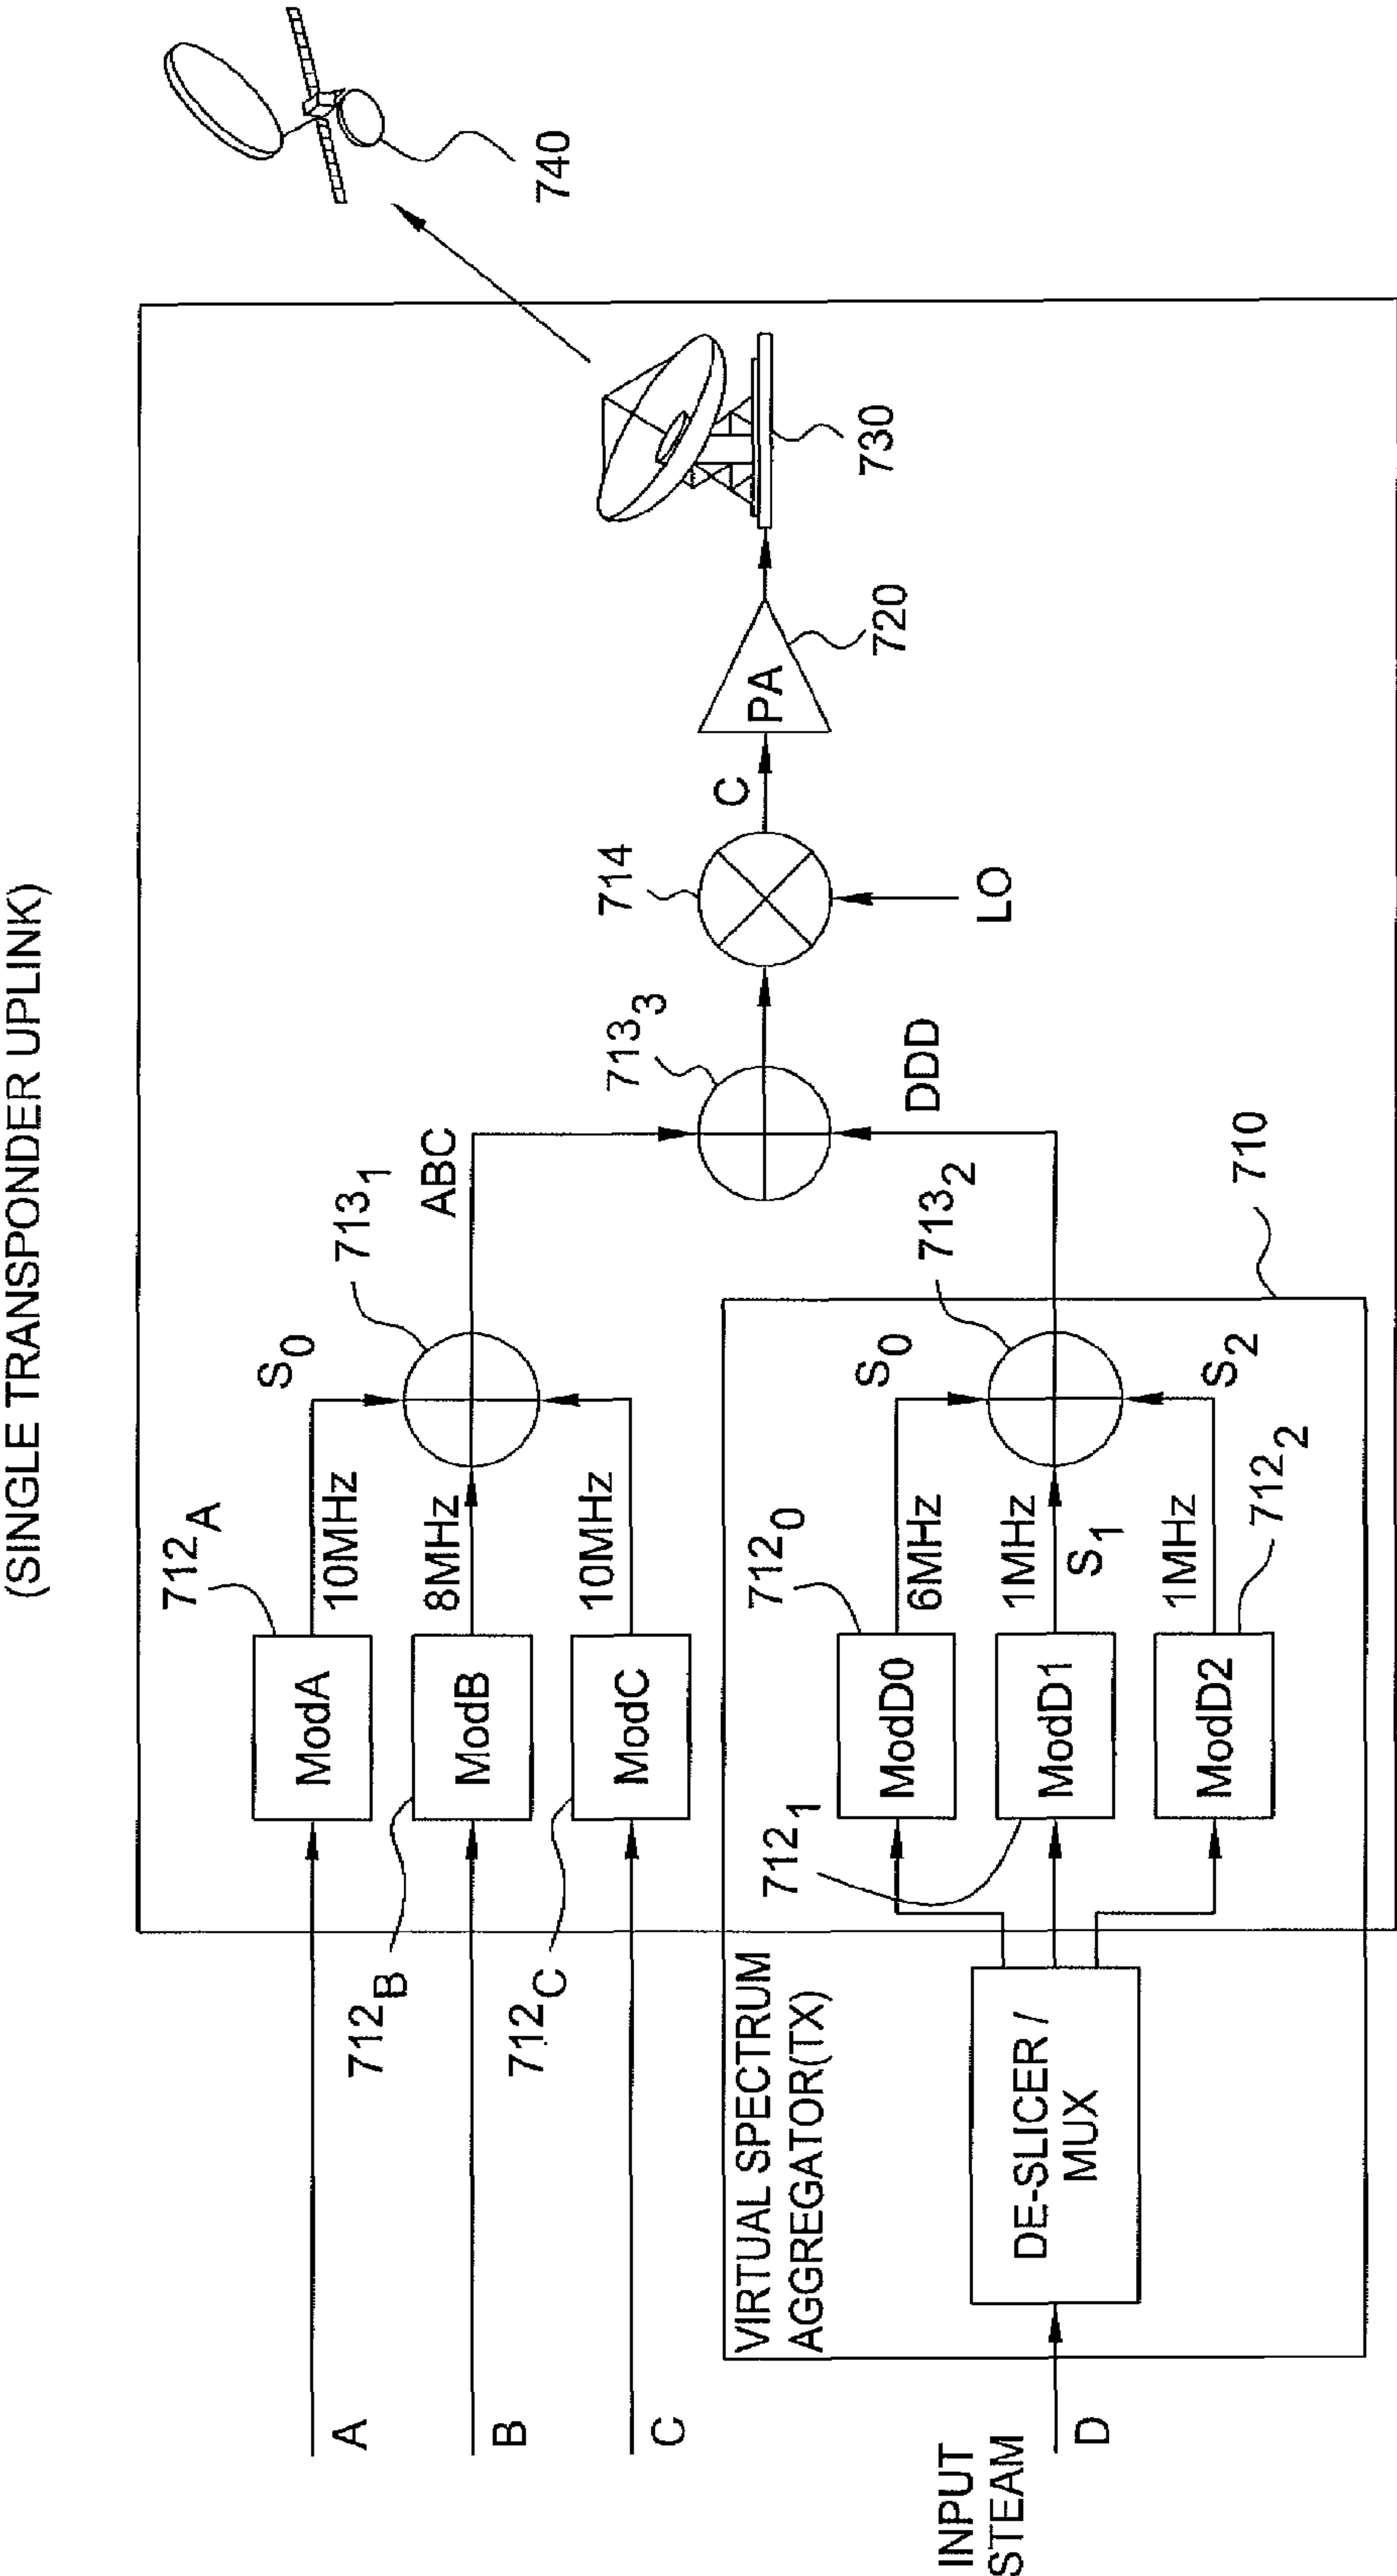 (SINGLE TRANSPONDER UPLINK)
740
730
720
PA
C
714
LO
713₃
DDD
ABC
713₁
S₀
712_A
10MHz
8MHz
10MHz
ModA
ModB
ModC
712_B
712_C
A
B
C
710
713₂
S₀
S₂
S₁
712₀
6MHz
1MHz
1MHz
712₂
ModD0
ModD1
ModD2
712₁
VIRTUAL SPECTRUM
AGGREGATOR(TX)
DE-SLICER /
MUX
INPUT
STEAM
D